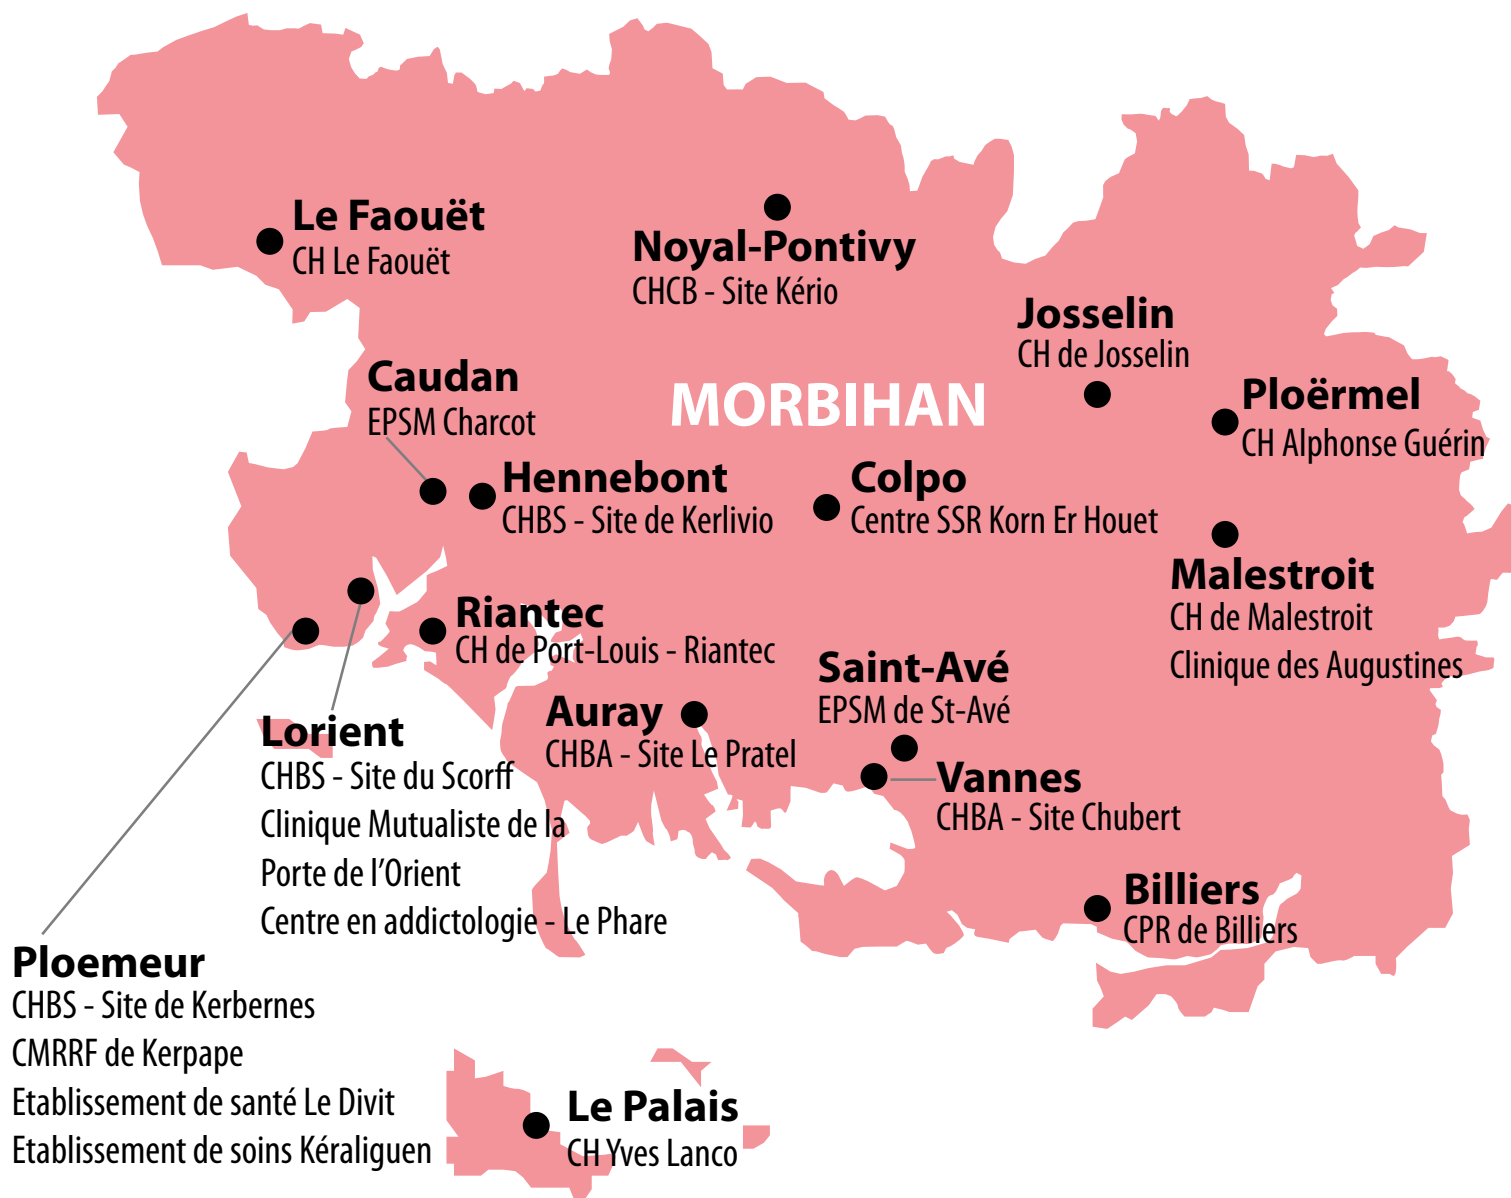 Le Faouët
CH Le Faouët
Noyal-Pontivy
CHCB - Site Kério
Josselin
CH de Josselin
Caudan
EPSM Charcot
MORBIHAN
Ploërmel
CH Alphonse Guérin
Hennebont
CHBS - Site de Kerlivio
Colpo
Centre SSR Korn Er Houet
Malestroit
CH de Malestroit
Clinique des Augustines
Riantec
CH de Port-Louis - Riantec
Saint-Avé
EPSM de St-Avé
Auray
CHBA - Site Le Pratel
Lorient
CHBS - Site du Scorff
Clinique Mutualiste de la
Porte de l’Orient
Centre en addictologie - Le Phare
Vannes
CHBA - Site Chubert
Billiers
CPR de Billiers
Ploemeur
CHBS - Site de Kerbernes
CMRRF de Kerpape
Etablissement de santé Le Divit
Etablissement de soins Kéraliguen
Le Palais
CH Yves Lanco